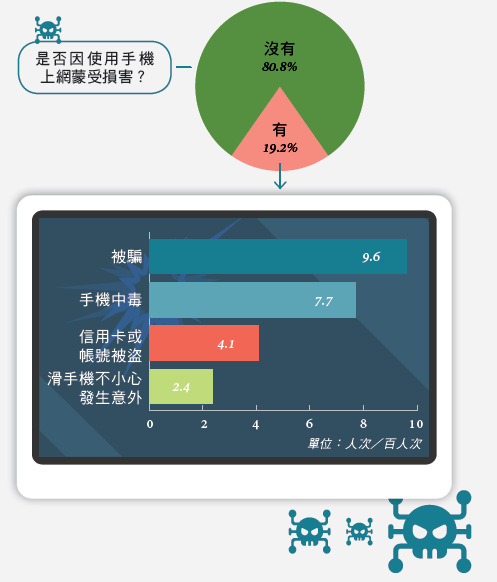 是否因使用手機
上網蒙受損害？
沒有
80.8%
有
19.2%
被騙
9.6
手機中毒
7.7
信用卡或
帳號被盜
4.1
滑手機不小心
發生意外
2.4
0 2 4 6 8 10
單位：人次／百人次